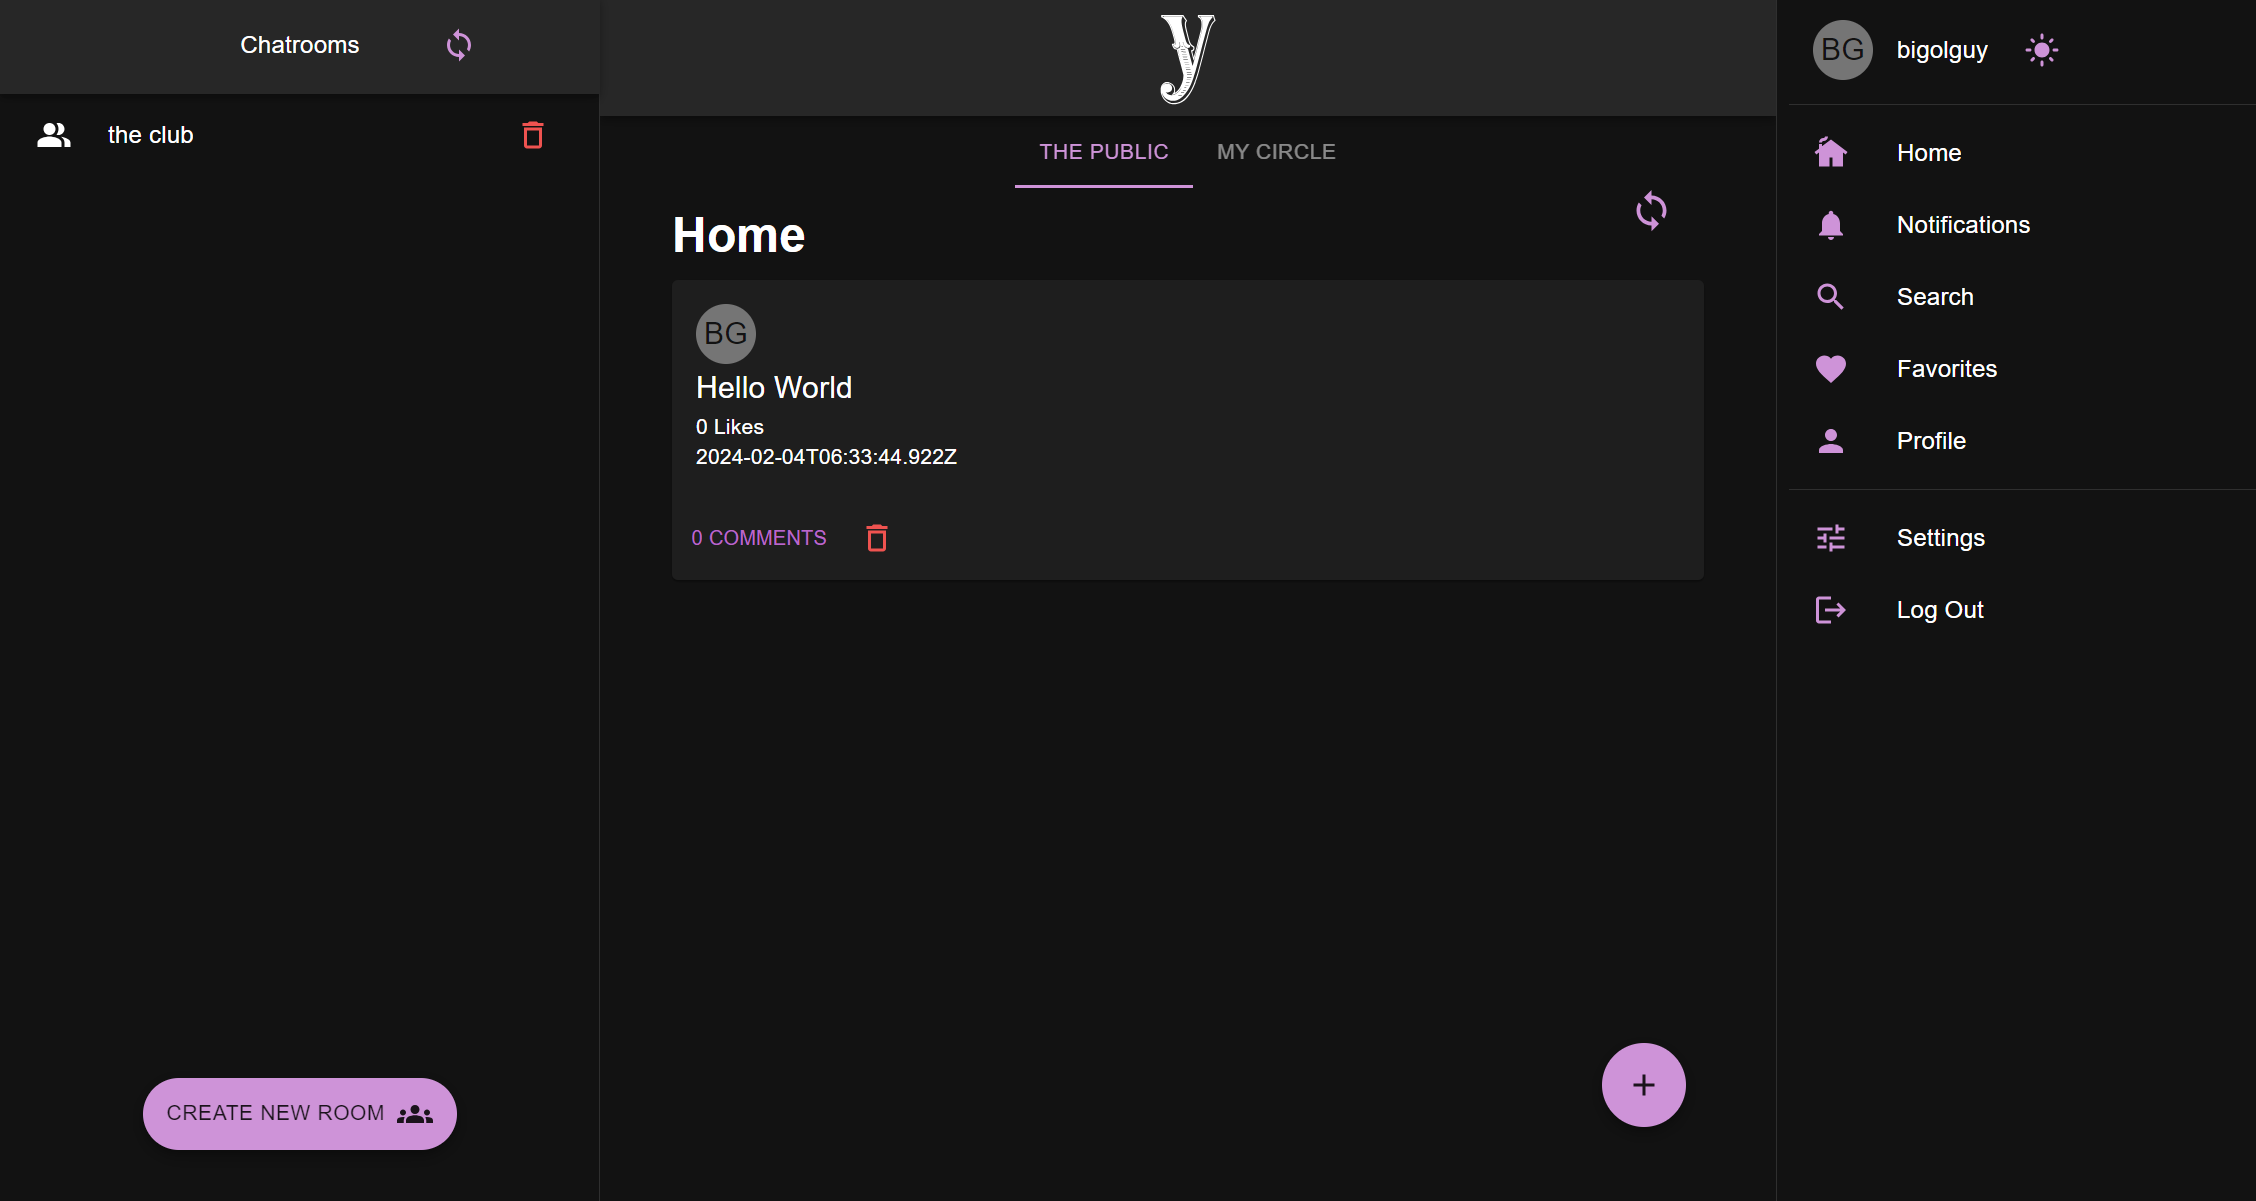 Chatrooms
the club
CREATE NEW ROOM
y
THE PUBLIC
MY CIRCLE
Home
BG
Hello World
0 Likes
2024-02-04T06:33:44.922Z
0 COMMENTS
+
BG
bigolguy
Home
Notifications
Search
Favorites
Profile
Settings
Log Out